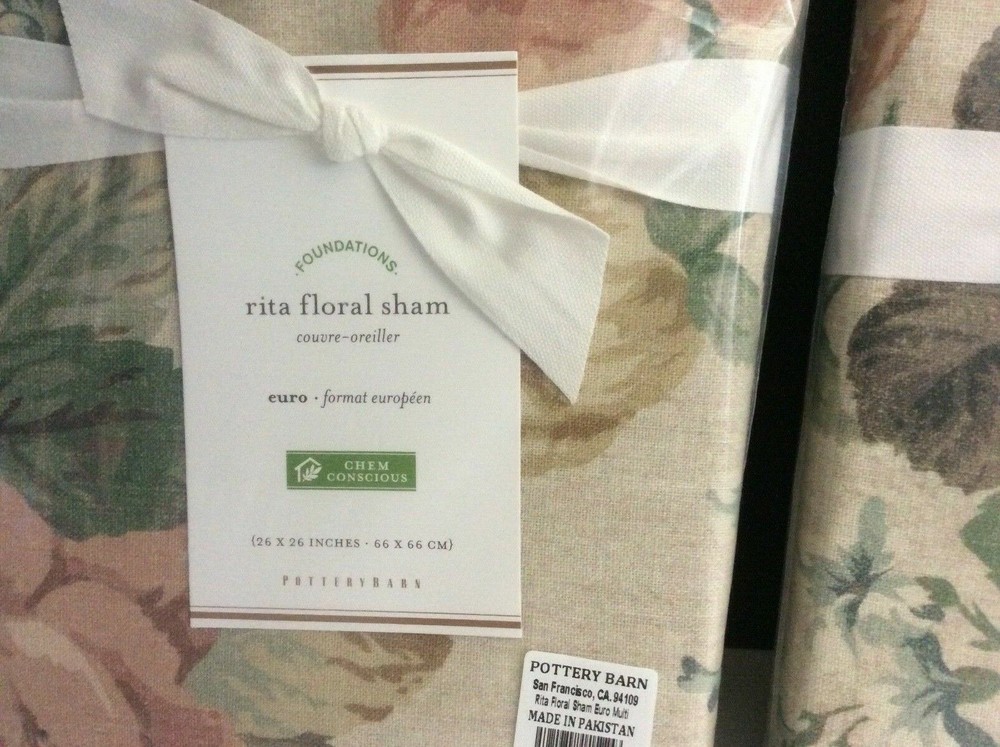 ·FOUNDATIONS·
rita floral sham
couvre-oreiller
euro · format européen
CHEM
CONSCIOUS
(26 X 26 INCHES · 66 X 66 CM)
POTTERYBARN
POTTERY BARN
San Francisco, CA. 94109
Rita Floral Sham Euro Multi
MADE IN PAKISTAN